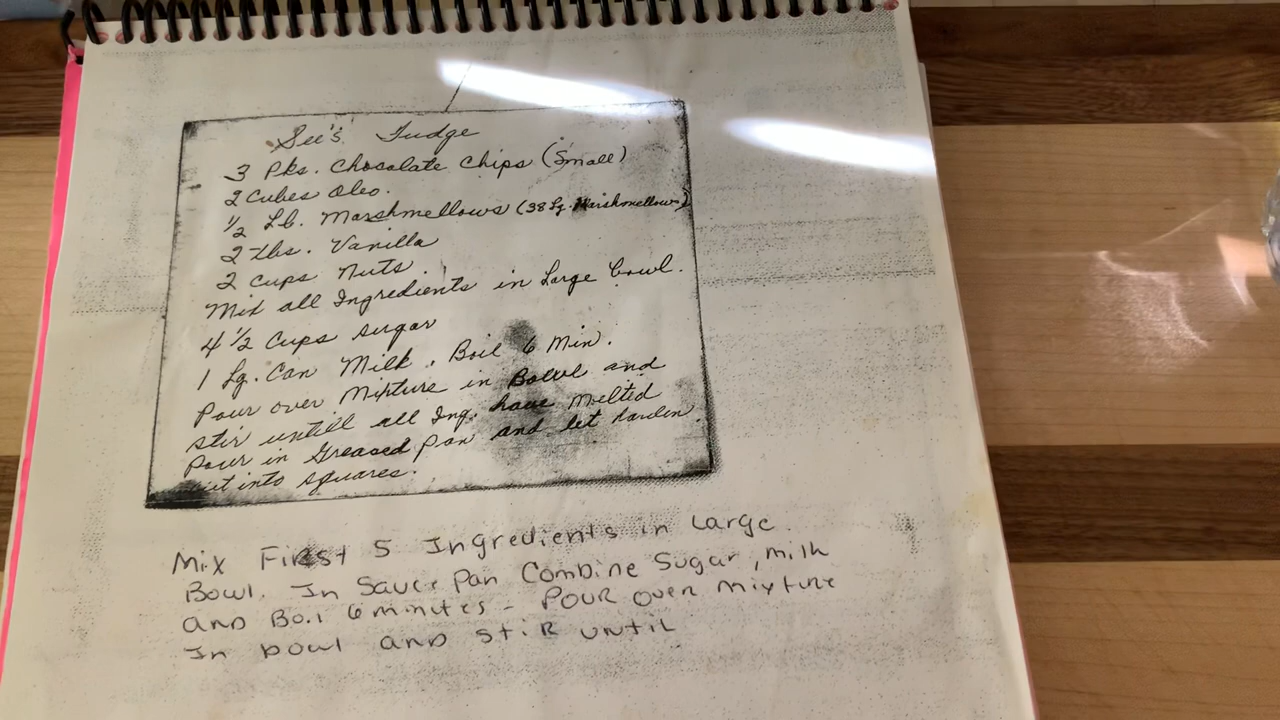 See's Fudge
3 Pks. Chocolate Chips (Small)
2 Cubes Oleo.
1/2 Lb. Marshmellows (38 Lg. Marshmellows)
2 tbs. Vanilla
2 cups Nuts.
Mix all Ingredients in Large bowl.
4 1/2 Cups sugar
1 Lg. Can Milk. Boil 6 Min.
Pour over Mixture in Bowl and
stir untill all Ing. have melted
Pour in Greased pan and let harden
cut into squares.
Mix First 5 Ingredients in Large
Bowl. In Sauce Pan Combine Sugar, milk
and Boil 6 minutes - Pour over mixture
In bowl and stir until